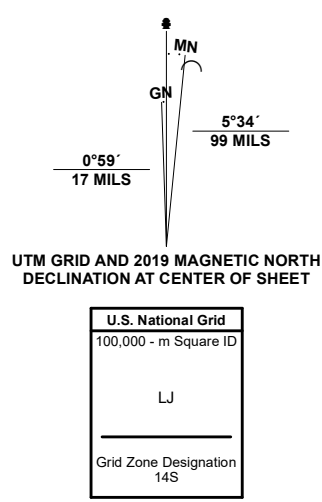 MN
GN
5°34´
99 MILS
0°59´
17 MILS
UTM GRID AND 2019 MAGNETIC NORTH
DECLINATION AT CENTER OF SHEET
U.S. National Grid
100,000 - m Square ID
LJ
Grid Zone Designation
14S